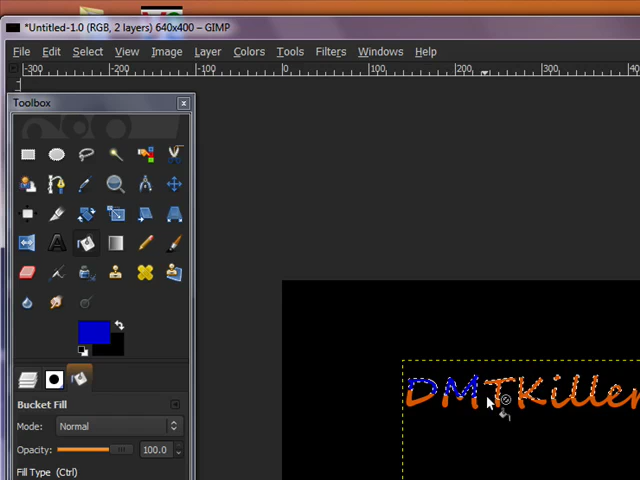 *Untitled-1.0 (RGB, 2 layers) 640x400 – GIMP
File Edit Select View Image Layer Colors Tools Filters Windows Help
-300 -200 -100 0 100 200 300
Toolbox
Bucket Fill
Mode: Normal
Opacity: 100.0
Fill Type (Ctrl)
DMTKiller